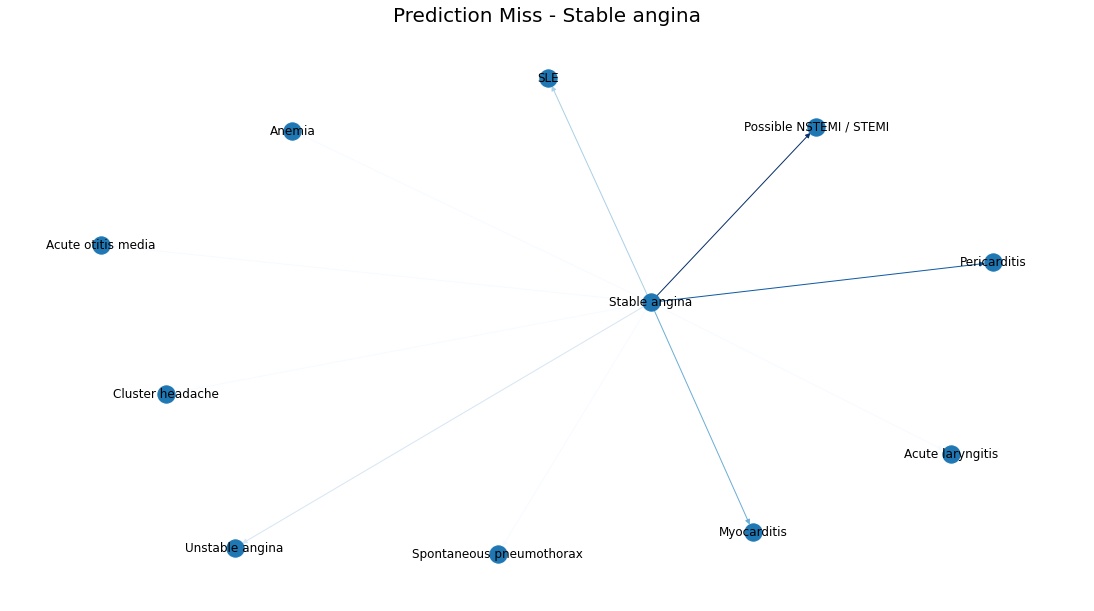 Prediction Miss - Stable angina
SLE
Possible NSTEMI / STEMI
Anemia
Acute otitis media
Pericarditis
Stable angina
Cluster headache
Acute laryngitis
Myocarditis
Unstable angina
Spontaneous pneumothorax